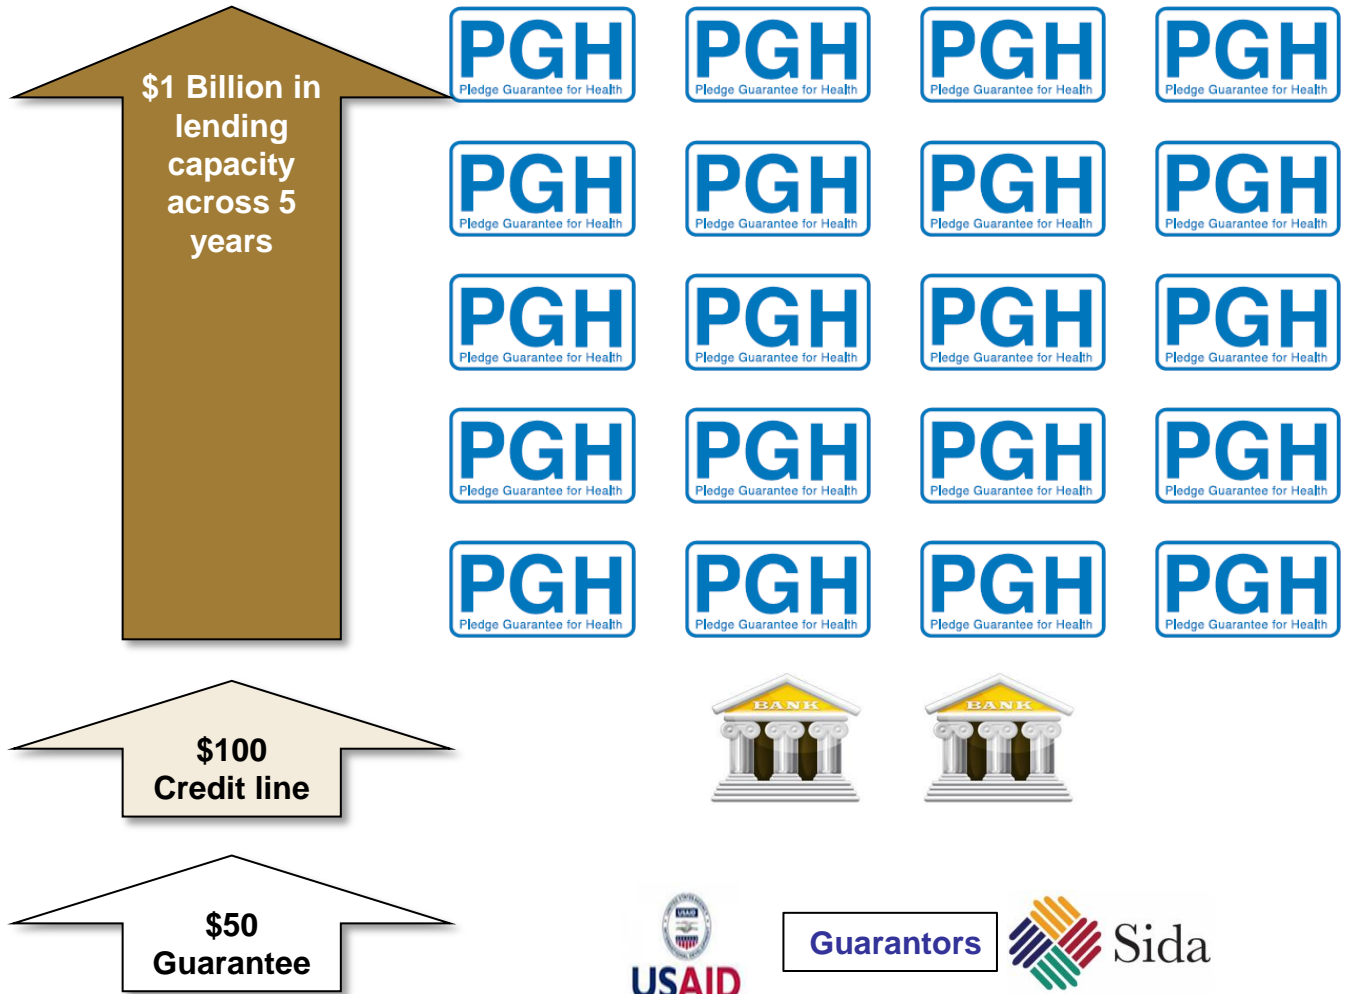 $1 Billion in
lending
capacity
across 5
years
PGH PGH PGH PGH
Pledge Guarantee for Health Pledge Guarantee for Health Pledge Guarantee for Health Pledge Guarantee for Health
PGH PGH PGH PGH
Pledge Guarantee for Health Pledge Guarantee for Health Pledge Guarantee for Health Pledge Guarantee for Health
PGH PGH PGH PGH
Pledge Guarantee for Health Pledge Guarantee for Health Pledge Guarantee for Health Pledge Guarantee for Health
PGH PGH PGH PGH
Pledge Guarantee for Health Pledge Guarantee for Health Pledge Guarantee for Health Pledge Guarantee for Health
PGH PGH PGH PGH
Pledge Guarantee for Health Pledge Guarantee for Health Pledge Guarantee for Health Pledge Guarantee for Health
$100
Credit line
BANK BANK
$50
Guarantee
USAID
USAID
Guarantors
Sida